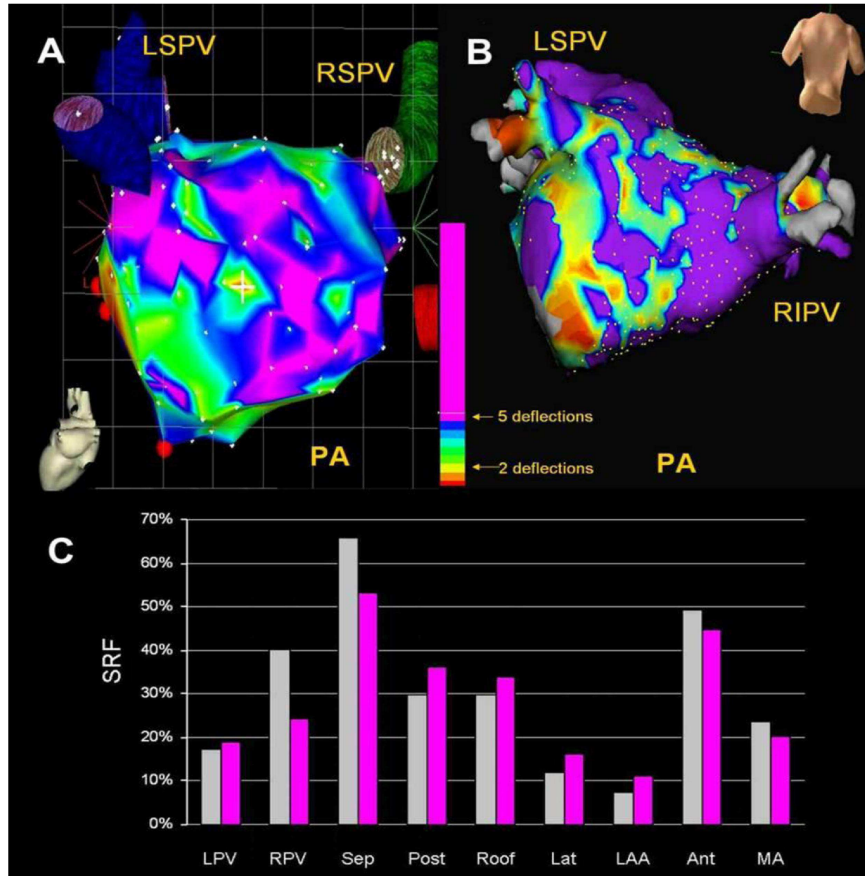 A
LSPV
RSPV
B
LSPV
RIPV
5 deflections
2 deflections
PA
PA
C
SRF
70%
60%
50%
40%
30%
20%
10%
0%
LPV RPV Sep Post Roof Lat LAA Ant MA